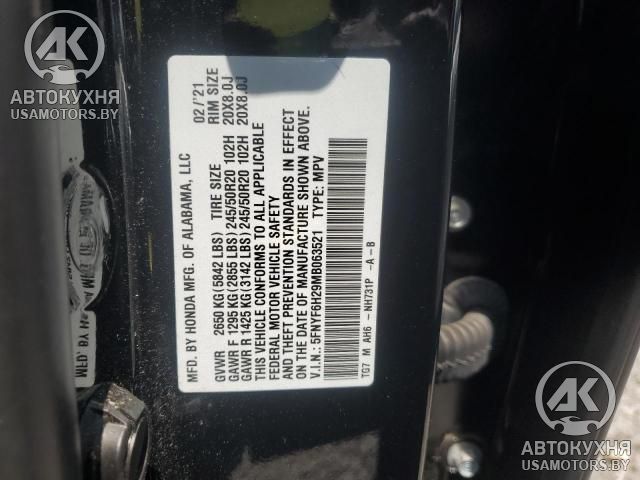 MFD. BY HONDA MFG. OF ALABAMA, LLC 02/'21
GVWR 2650 KG (5842 LBS) TIRE SIZE RIM SIZE
GAWR F 1295 KG (2855 LBS) 245/50R20 102H 20X8.0J
GAWR R 1425 KG (3142 LBS) 245/50R20 102H 20X8.0J
THIS VEHICLE CONFORMS TO ALL APPLICABLE
FEDERAL MOTOR VEHICLE SAFETY
AND THEFT PREVENTION STANDARDS IN EFFECT
ON THE DATE OF MANUFACTURE SHOWN ABOVE.
V.I.N.: 5FNYF6H29MB063521 TYPE: MPV
TG7 M AH6 -NH731P -A-B
АК
АВТОКУХНЯ
USAMOTORS.BY
АК
АВТОКУХНЯ
USAMOTORS.BY